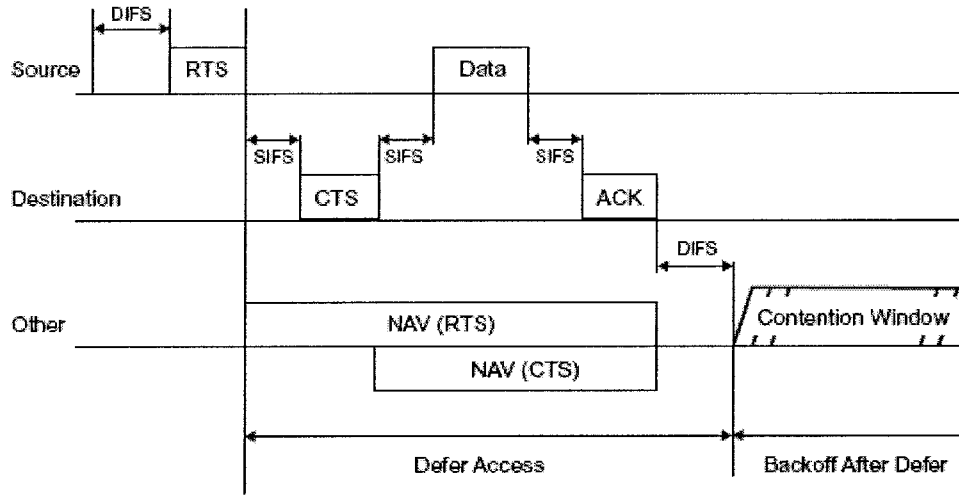 DIFS
Source
RTS
Data
SIFS
SIFS
SIFS
Destination
CTS
ACK
DIFS
Other
NAV (RTS)
Contention Window
NAV (CTS)
Defer Access
Backoff After Defer